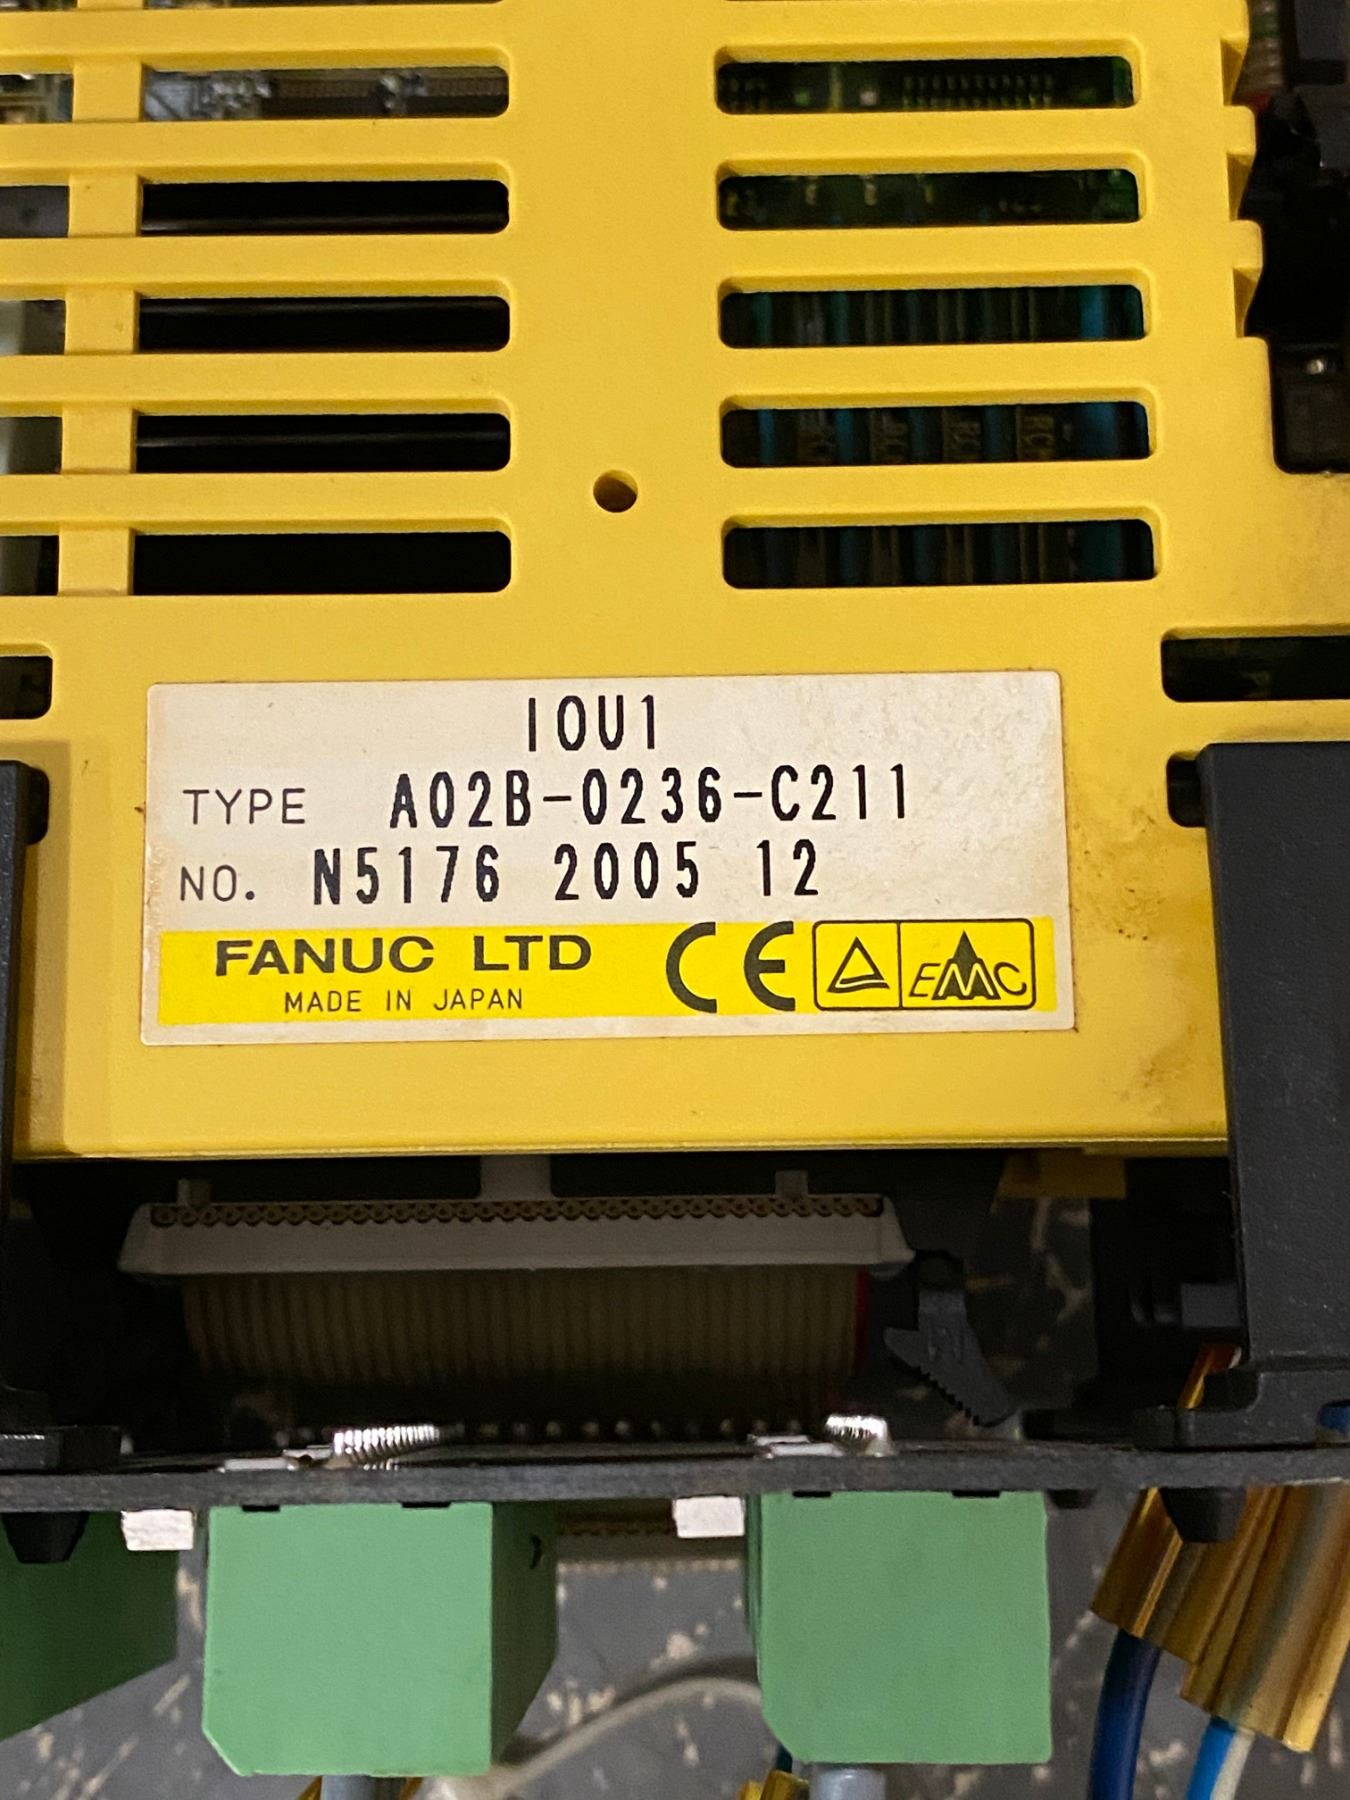 IOU1
TYPE A02B-0236-C211
NO. N5176 2005 12
FANUC LTD CE EMC
MADE IN JAPAN